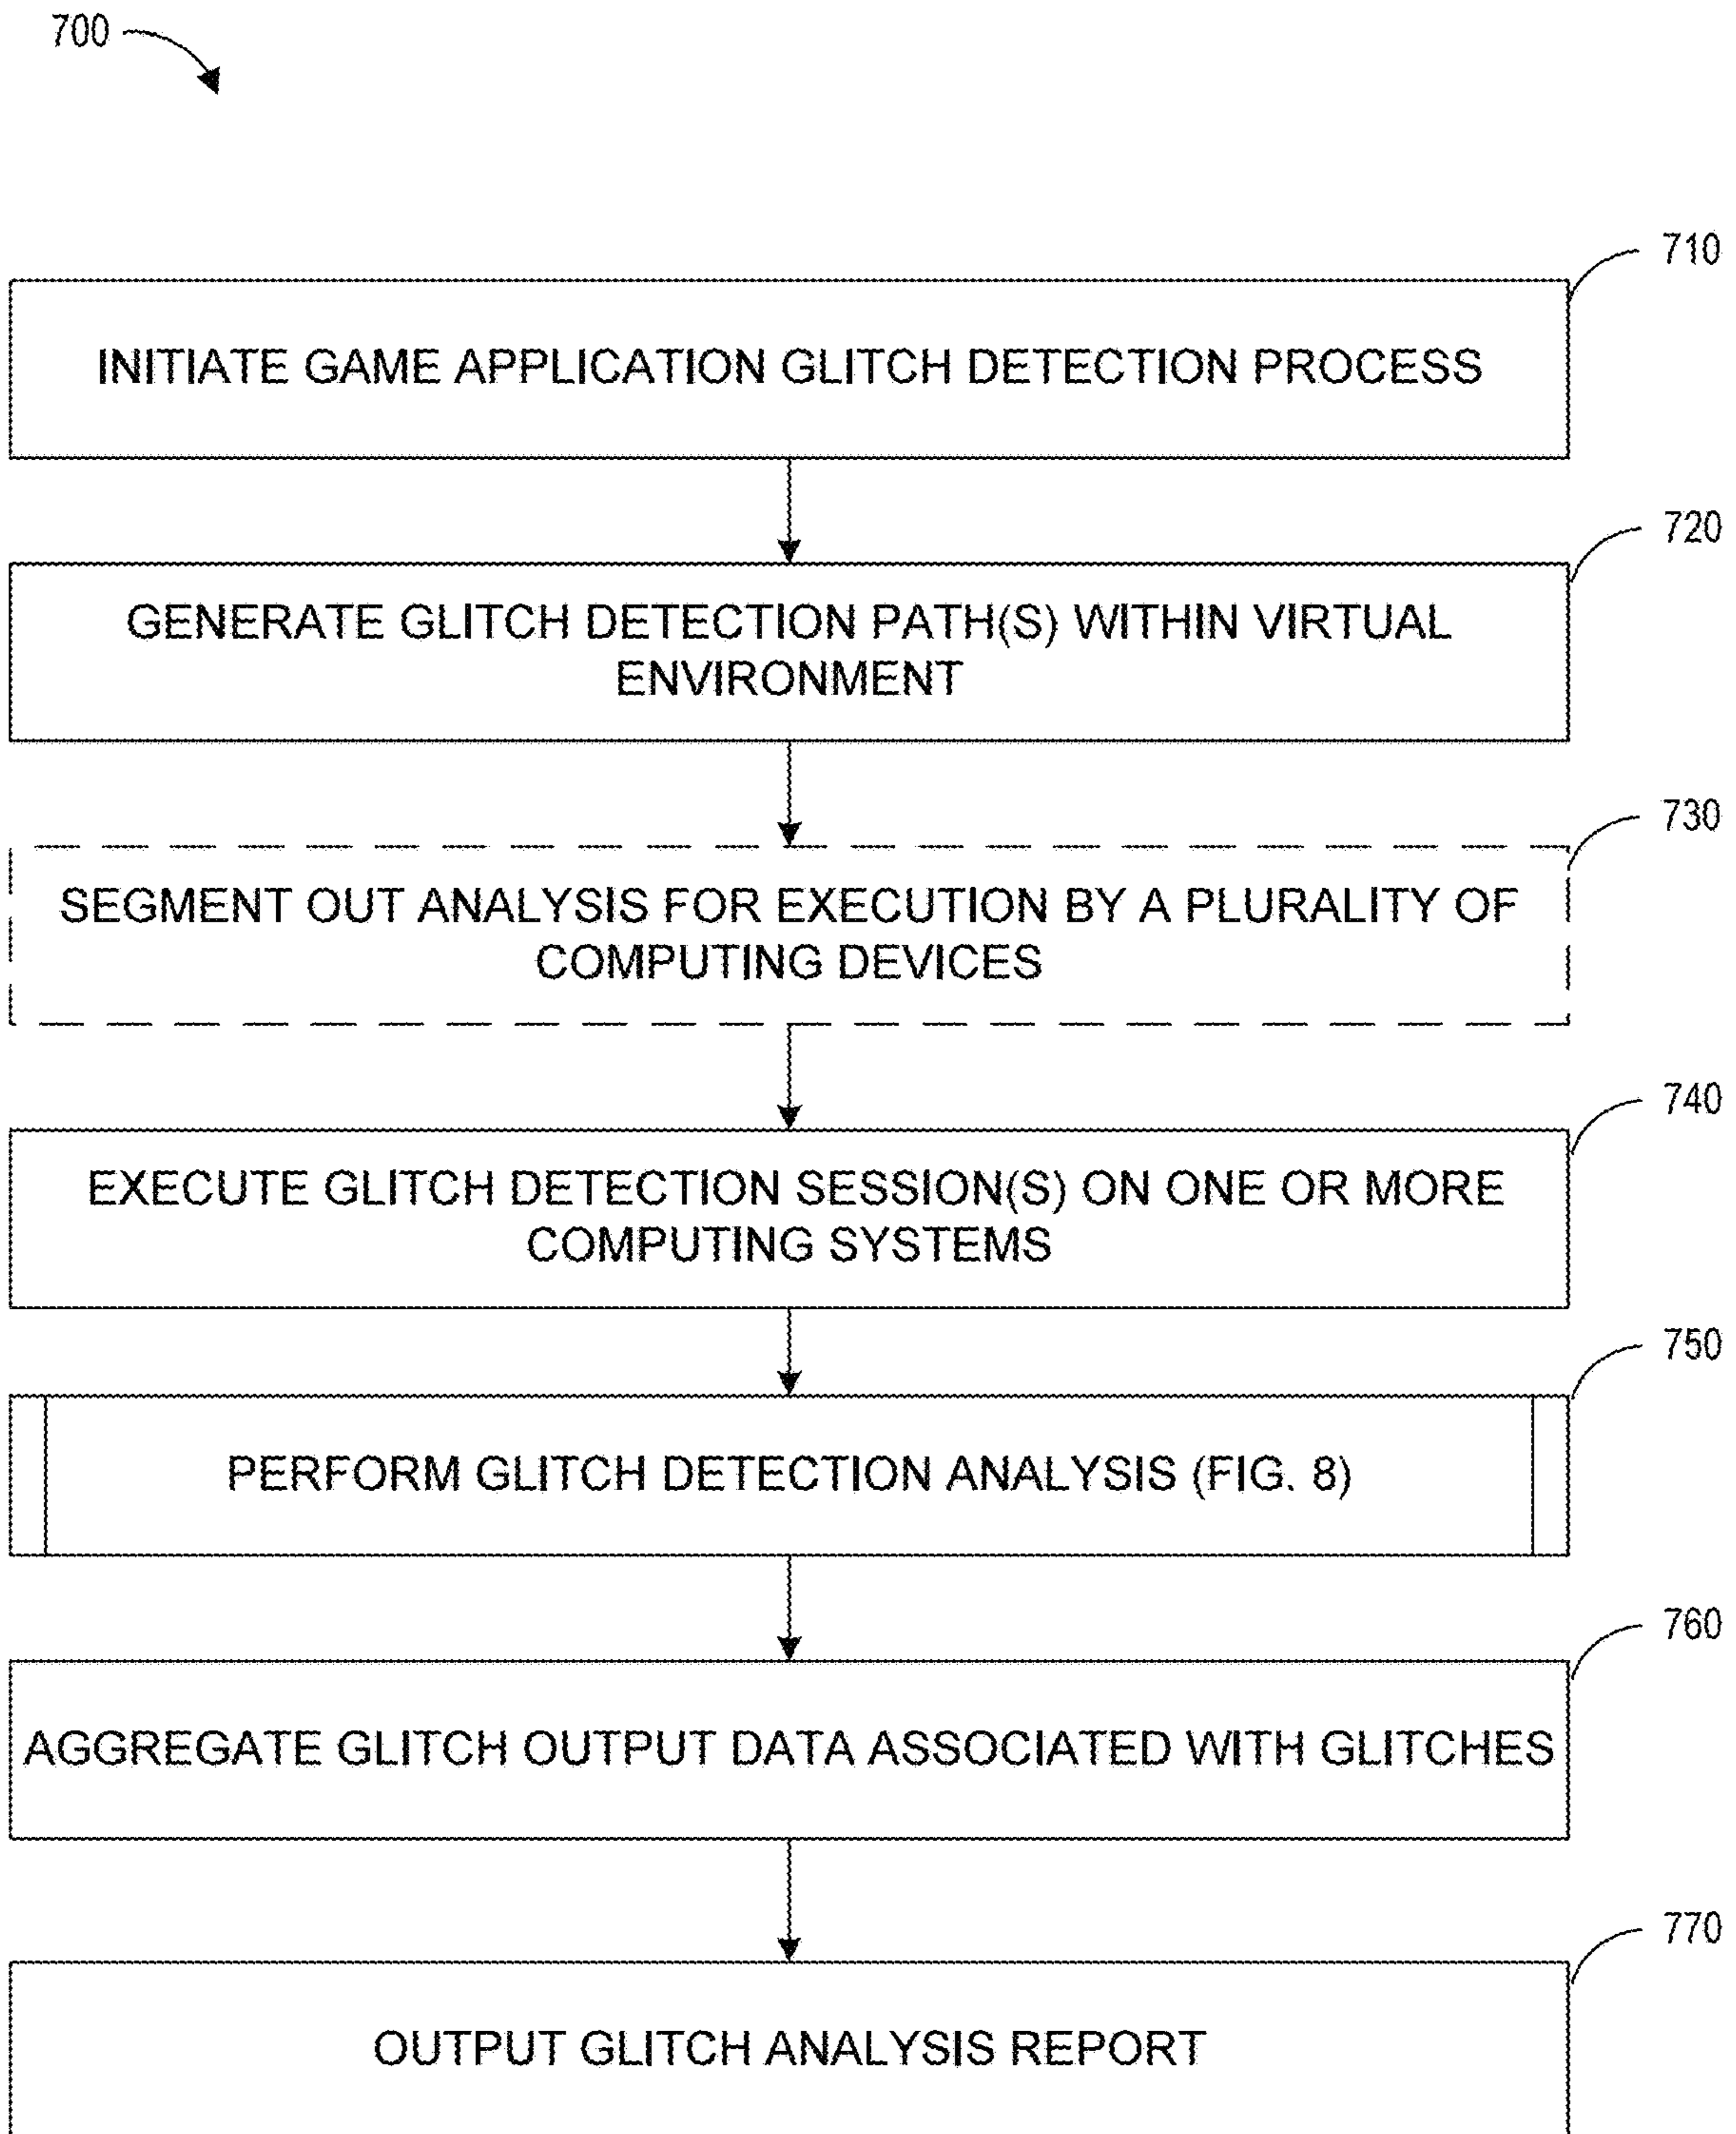 700
710
INITIATE GAME APPLICATION GLITCH DETECTION PROCESS
720
GENERATE GLITCH DETECTION PATH(S) WITHIN VIRTUAL
ENVIRONMENT
730
SEGMENT OUT ANALYSIS FOR EXECUTION BY A PLURALITY OF
COMPUTING DEVICES
740
EXECUTE GLITCH DETECTION SESSION(S) ON ONE OR MORE
COMPUTING SYSTEMS
750
PERFORM GLITCH DETECTION ANALYSIS (FIG. 8)
760
AGGREGATE GLITCH OUTPUT DATA ASSOCIATED WITH GLITCHES
770
OUTPUT GLITCH ANALYSIS REPORT